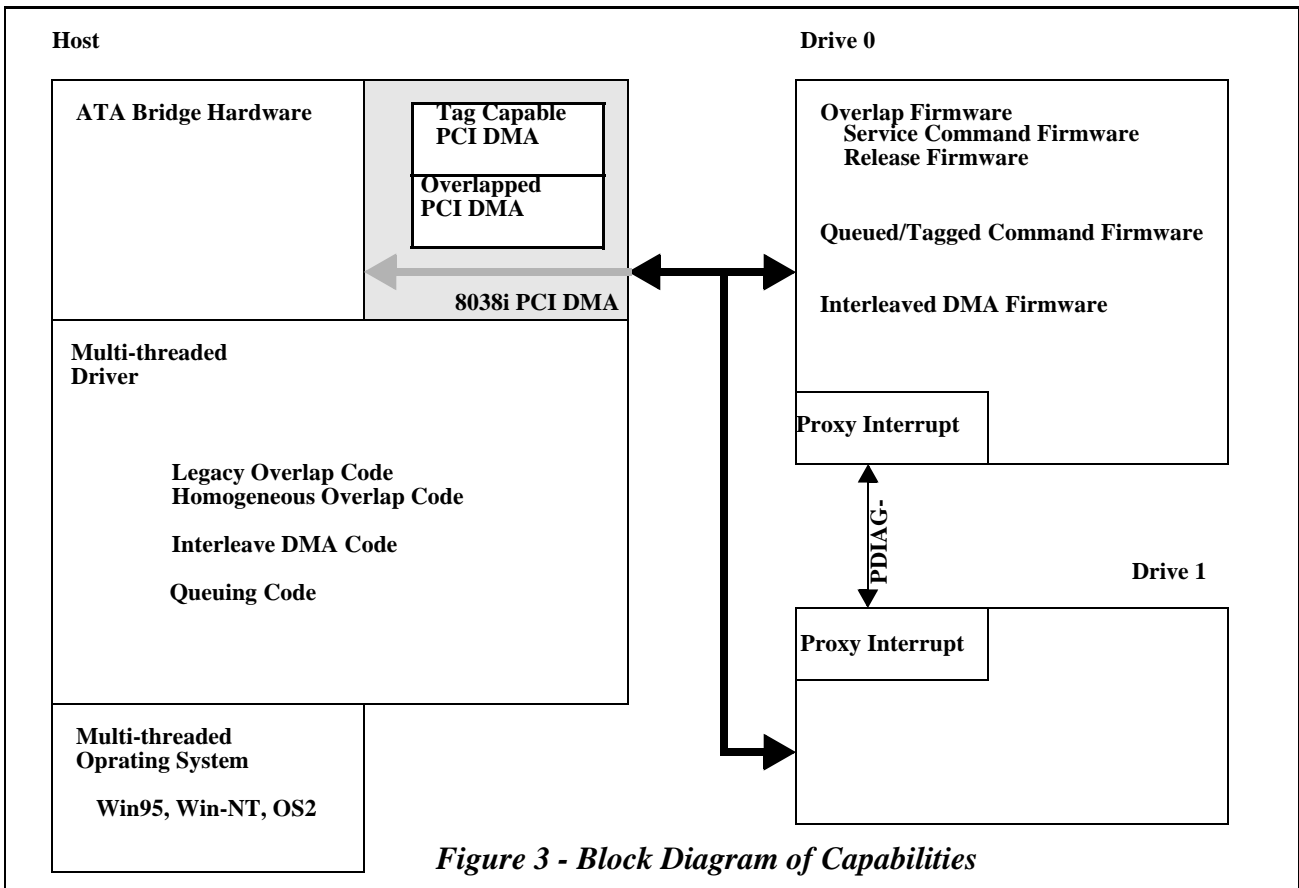 Host
ATA Bridge Hardware
Tag Capable
PCI DMA
Overlapped
PCI DMA
8038i PCI DMA
Multi-threaded
Driver
Legacy Overlap Code
Homogeneous Overlap Code
Interleave DMA Code
Queuing Code
Multi-threaded
Oprating System
Win95, Win-NT, OS2
Drive 0
Overlap Firmware
Service Command Firmware
Release Firmware
Queued/Tagged Command Firmware
Interleaved DMA Firmware
Proxy Interrupt
PDIAG-
Drive 1
Proxy Interrupt
Figure 3 - Block Diagram of Capabilities